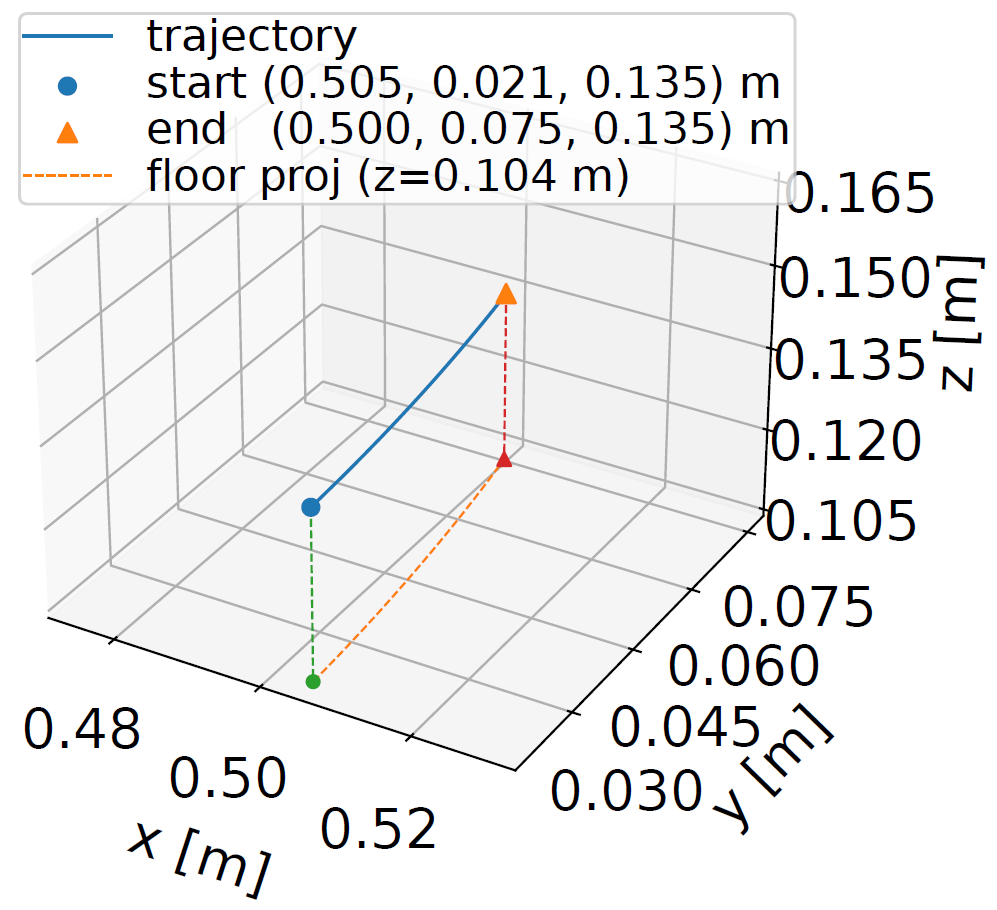 trajectory
start (0.505, 0.021, 0.135) m
end (0.500, 0.075, 0.135) m
floor proj (z=0.104 m)
0.165
0.150
0.135
0.120
0.105
z [m]
0.075
0.060
0.045
0.030
y [m]
0.48
0.50
0.52
x [m]